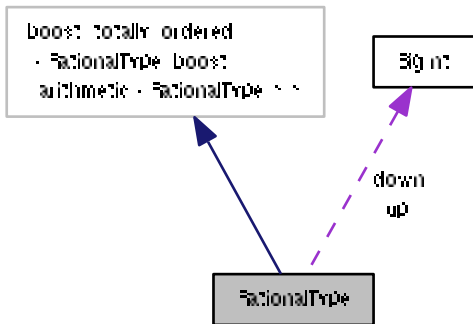 boost::totally_ordered
< RationalType, boost
::arithmetic< RationalType > >
BigInt
down
up
RationalType